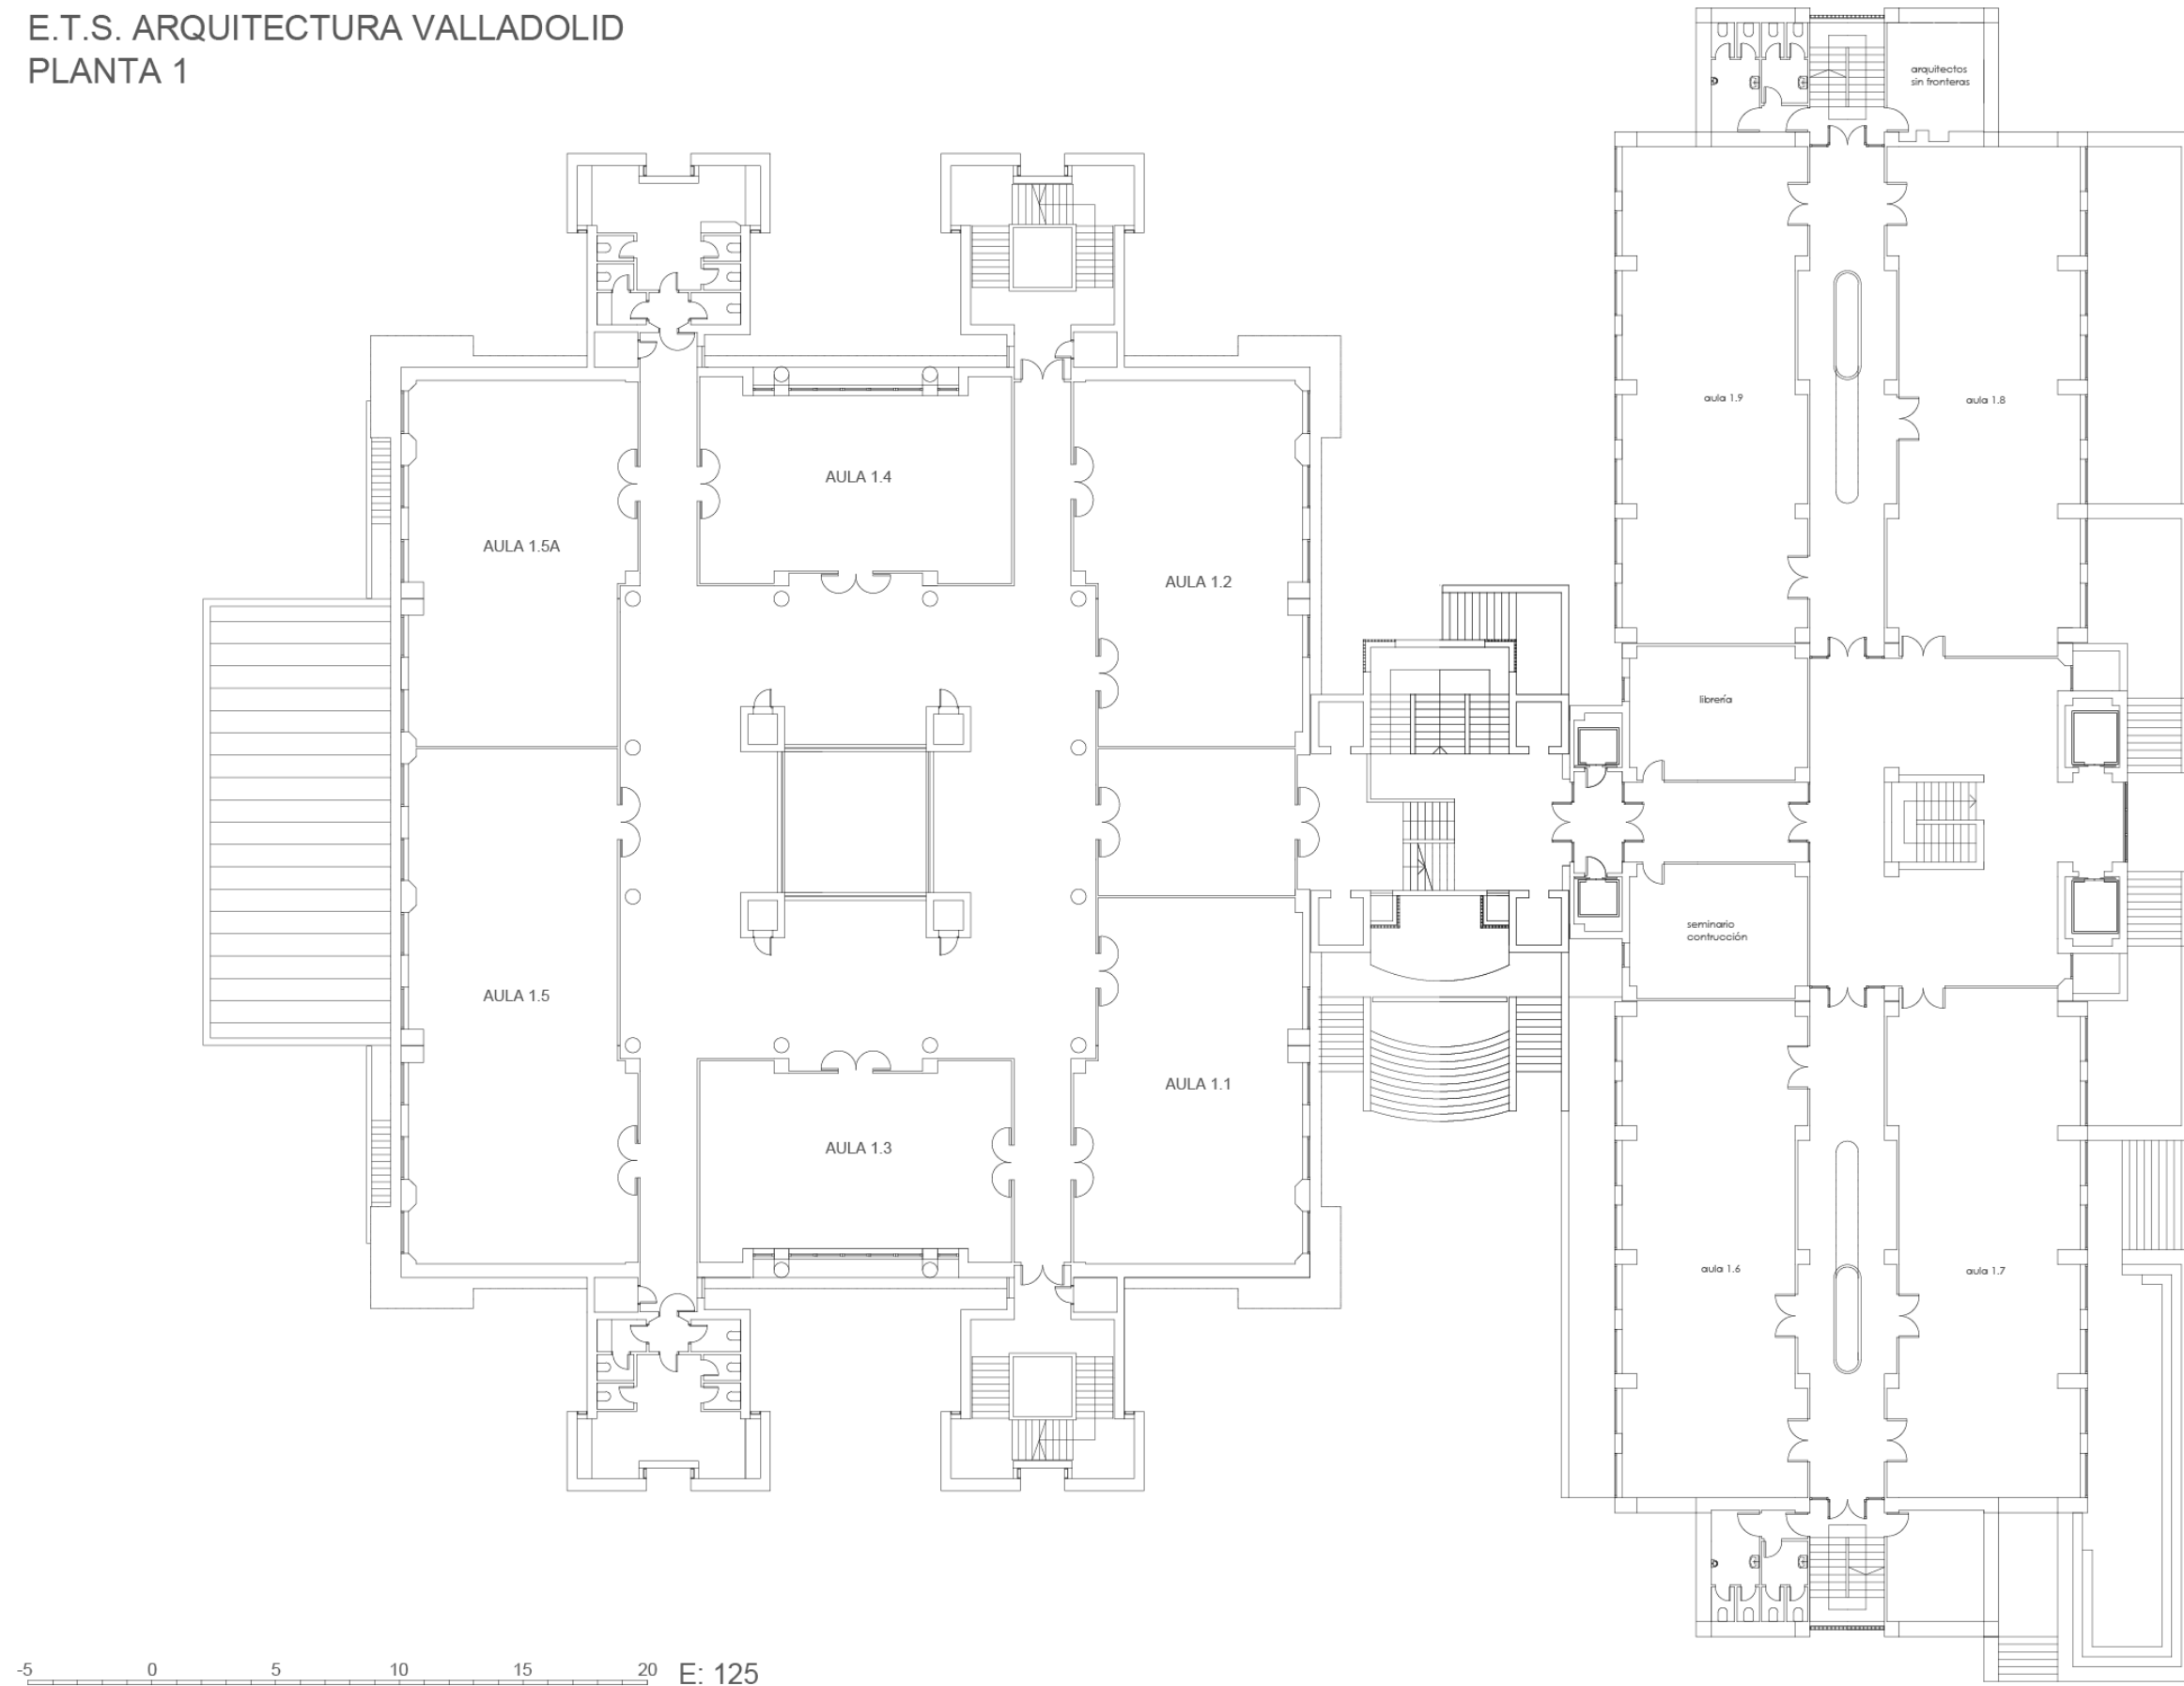 E.T.S. ARQUITECTURA VALLADOLID
PLANTA 1
arquitectos
sin fronteras
aula 1.9
aula 1.8
AULA 1.4
AULA 1.5A
AULA 1.2
librería
seminario
contrucción
AULA 1.5
AULA 1.1
AULA 1.3
aula 1.6
aula 1.7
-5 0 5 10 15 20 E: 125